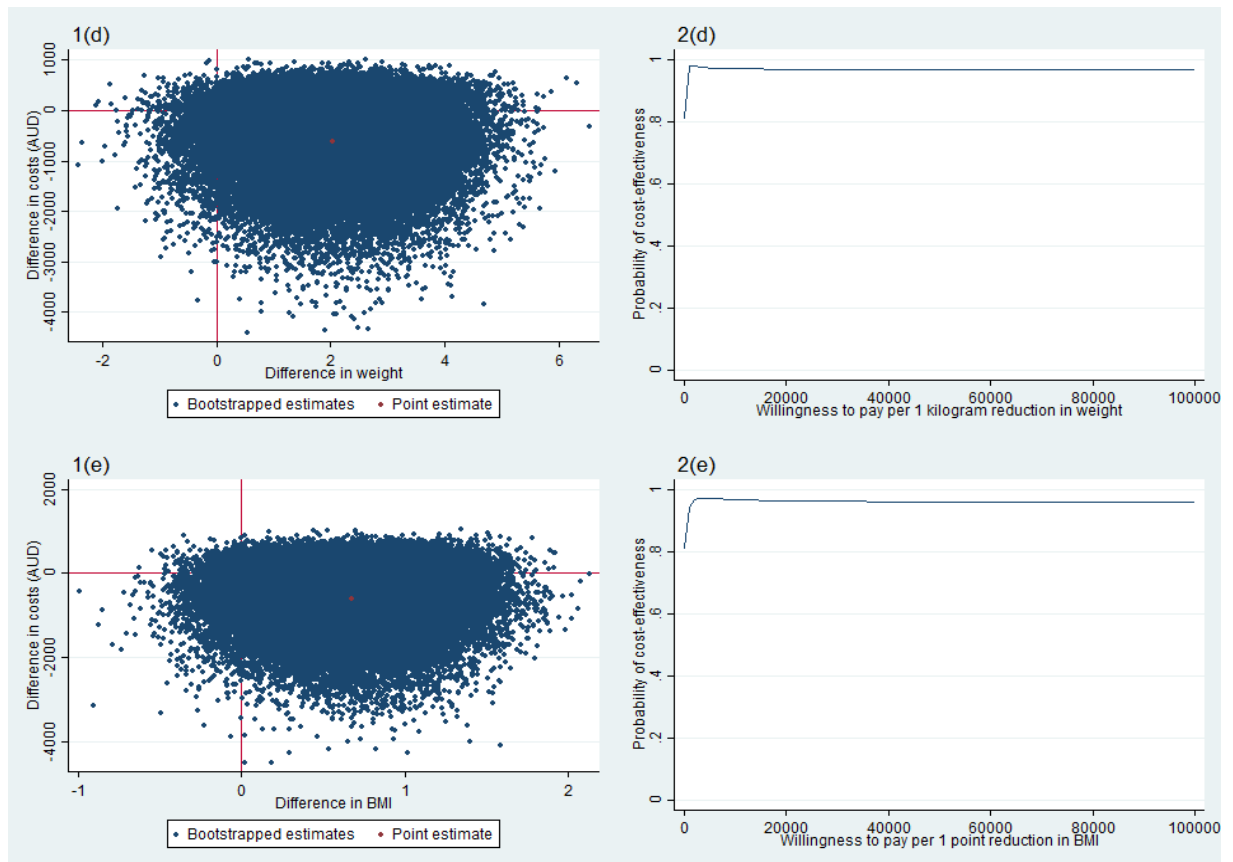 1(d)
Difference in costs (AUD)
1000
0
-1000
-2000
-3000
-4000
-2 0 2 4 6
Difference in weight
Bootstrapped estimates Point estimate
2(d)
Probability of cost-effectiveness
1
.8
.6
.4
.2
0
0 20000 40000 60000 80000 100000
Willingness to pay per 1 kilogram reduction in weight
1(e)
Difference in costs (AUD)
2000
0
-2000
-4000
-1 0 1 2
Difference in BMI
Bootstrapped estimates Point estimate
2(e)
Probability of cost-effectiveness
1
.8
.6
.4
.2
0
0 20000 40000 60000 80000 100000
Willingness to pay per 1 point reduction in BMI